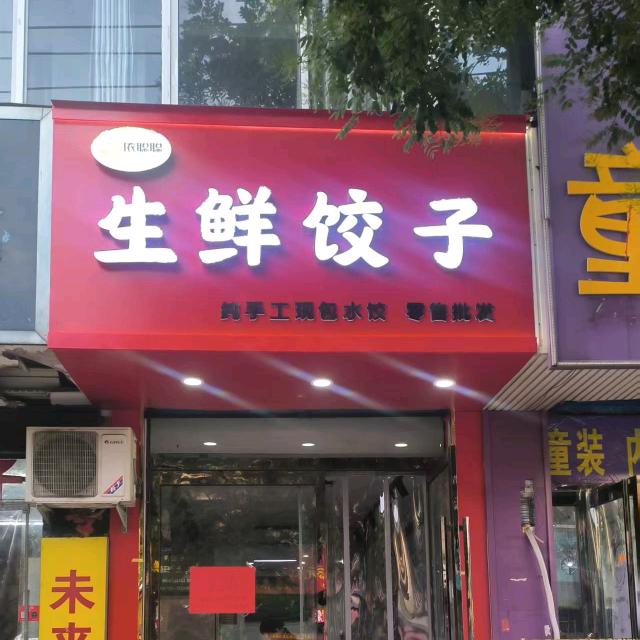 依聪聪
生鲜饺子
纯手工现包水饺 零售批发
童
童装 内
未来